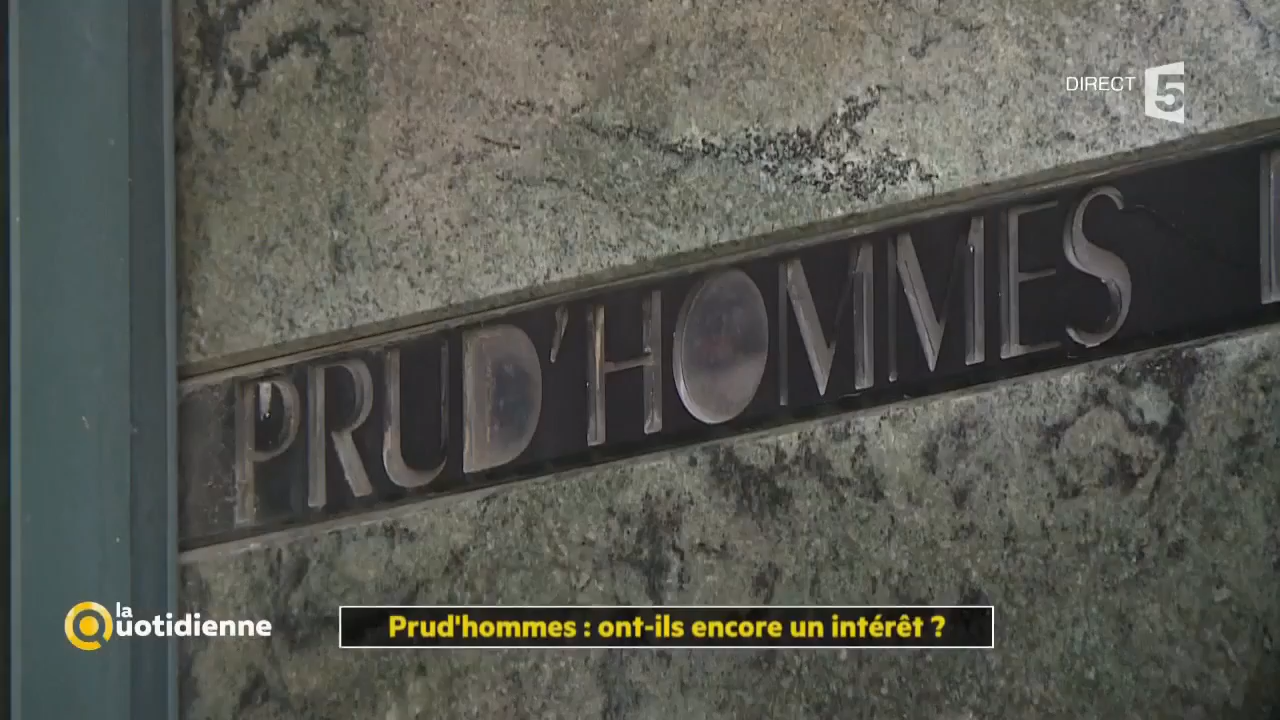 DIRECT 5
PRUD'HOMMES
la Quotidienne
Prud'hommes : ont-ils encore un intérêt ?